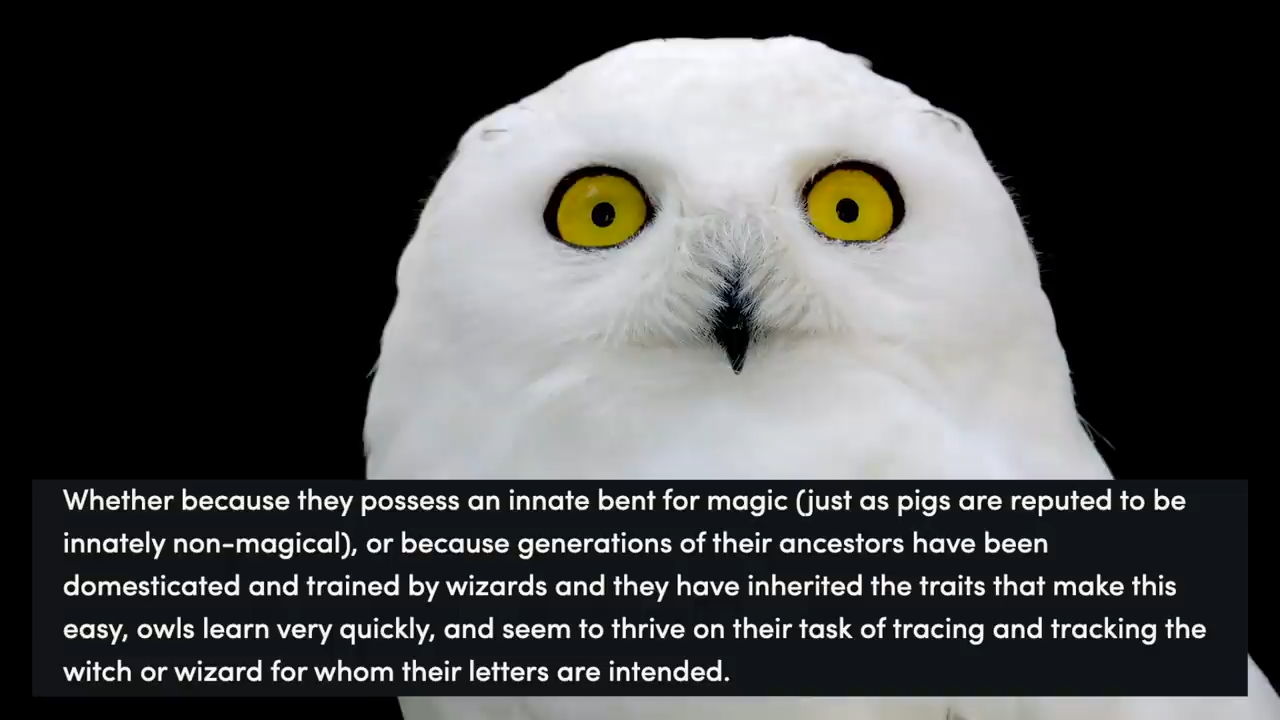 Whether because they possess an innate bent for magic (just as pigs are reputed to be
innately non-magical), or because generations of their ancestors have been
domesticated and trained by wizards and they have inherited the traits that make this
easy, owls learn very quickly, and seem to thrive on their task of tracing and tracking the
witch or wizard for whom their letters are intended.